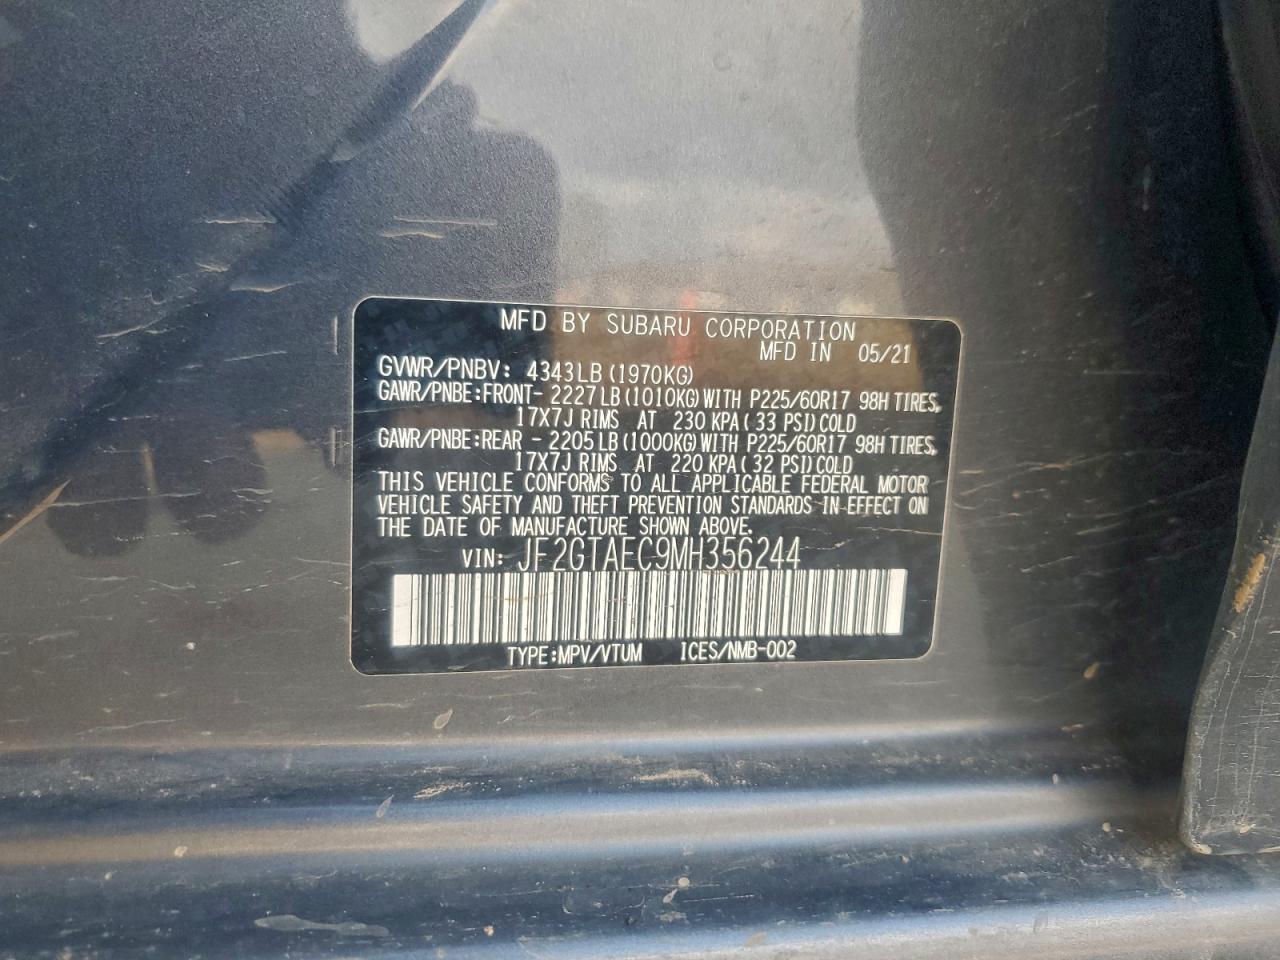 MFD BY SUBARU CORPORATION
MFD IN 05/21
GVWR/PNBV: 4343LB (1970KG)
GAWR/PNBE:FRONT- 2227LB (1010KG) WITH P225/60R17 98H TIRES,
17X7J RIMS AT 230 KPA ( 33 PSI) COLD
GAWR/PNBE:REAR - 2205LB (1000KG) WITH P225/60R17 98H TIRES,
17X7J RIMS AT 220 KPA ( 32 PSI) COLD
THIS VEHICLE CONFORMS TO ALL APPLICABLE FEDERAL MOTOR
VEHICLE SAFETY AND THEFT PREVENTION STANDARDS IN EFFECT ON
THE DATE OF MANUFACTURE SHOWN ABOVE.
VIN: JF2GTAEC9MH356244
TYPE:MPV/VTUM ICES/NMB-002